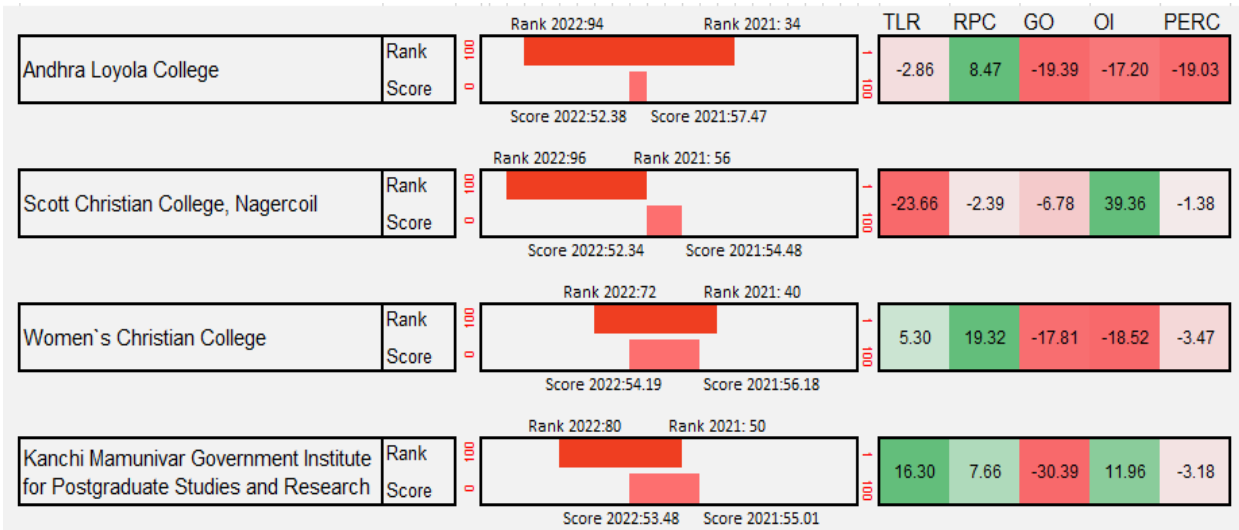 TLR RPC GO OI PERC
Rank 2022:94 Rank 2021: 34
Andhra Loyola College
Rank
Score
100
0
1
100
-2.86 8.47 -19.39 -17.20 -19.03
Score 2022:52.38 Score 2021:57.47
Rank 2022:96 Rank 2021: 56
Scott Christian College, Nagercoil
Rank
Score
100
0
1
100
-23.66 -2.39 -6.78 39.36 -1.38
Score 2022:52.34 Score 2021:54.48
Rank 2022:72 Rank 2021: 40
Women`s Christian College
Rank
Score
100
0
1
100
5.30 19.32 -17.81 -18.52 -3.47
Score 2022:54.19 Score 2021:56.18
Rank 2022:80 Rank 2021: 50
Kanchi Mamunivar Government Institute
for Postgraduate Studies and Research
Rank
Score
100
0
1
100
16.30 7.66 -30.39 11.96 -3.18
Score 2022:53.48 Score 2021:55.01